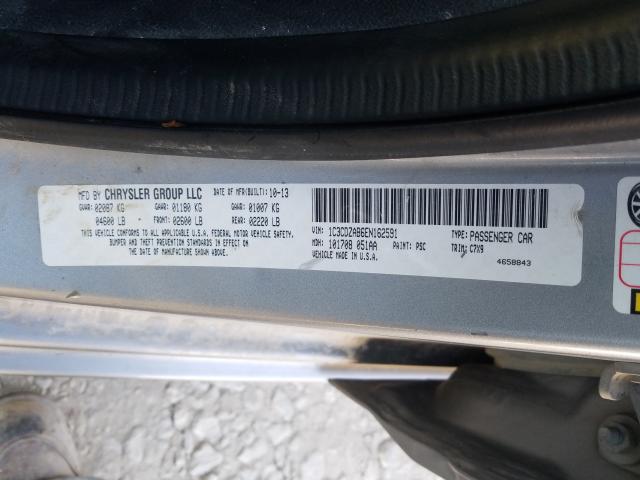 MFD BY CHRYSLER GROUP LLC DATE OF MFR(BUILT): 10-13
GVWR: 02087 KG GAWR: 01180 KG GAWR: 01007 KG
04600 LB FRONT: 02600 LB REAR: 02220 LB
THIS VEHICLE CONFORMS TO ALL APPLICABLE U.S.A. FEDERAL MOTOR VEHICLE SAFETY,
BUMPER AND THEFT PREVENTION STANDARDS IN EFFECT ON
THE DATE OF MANUFACTURE SHOWN ABOVE.
VIN: 1C3CDZAB6EN162591 TYPE: PASSENGER CAR
MDH: 101708 051AA PAINT: PSC TRIM: C7X9
VEHICLE MADE IN U.S.A.
4658843